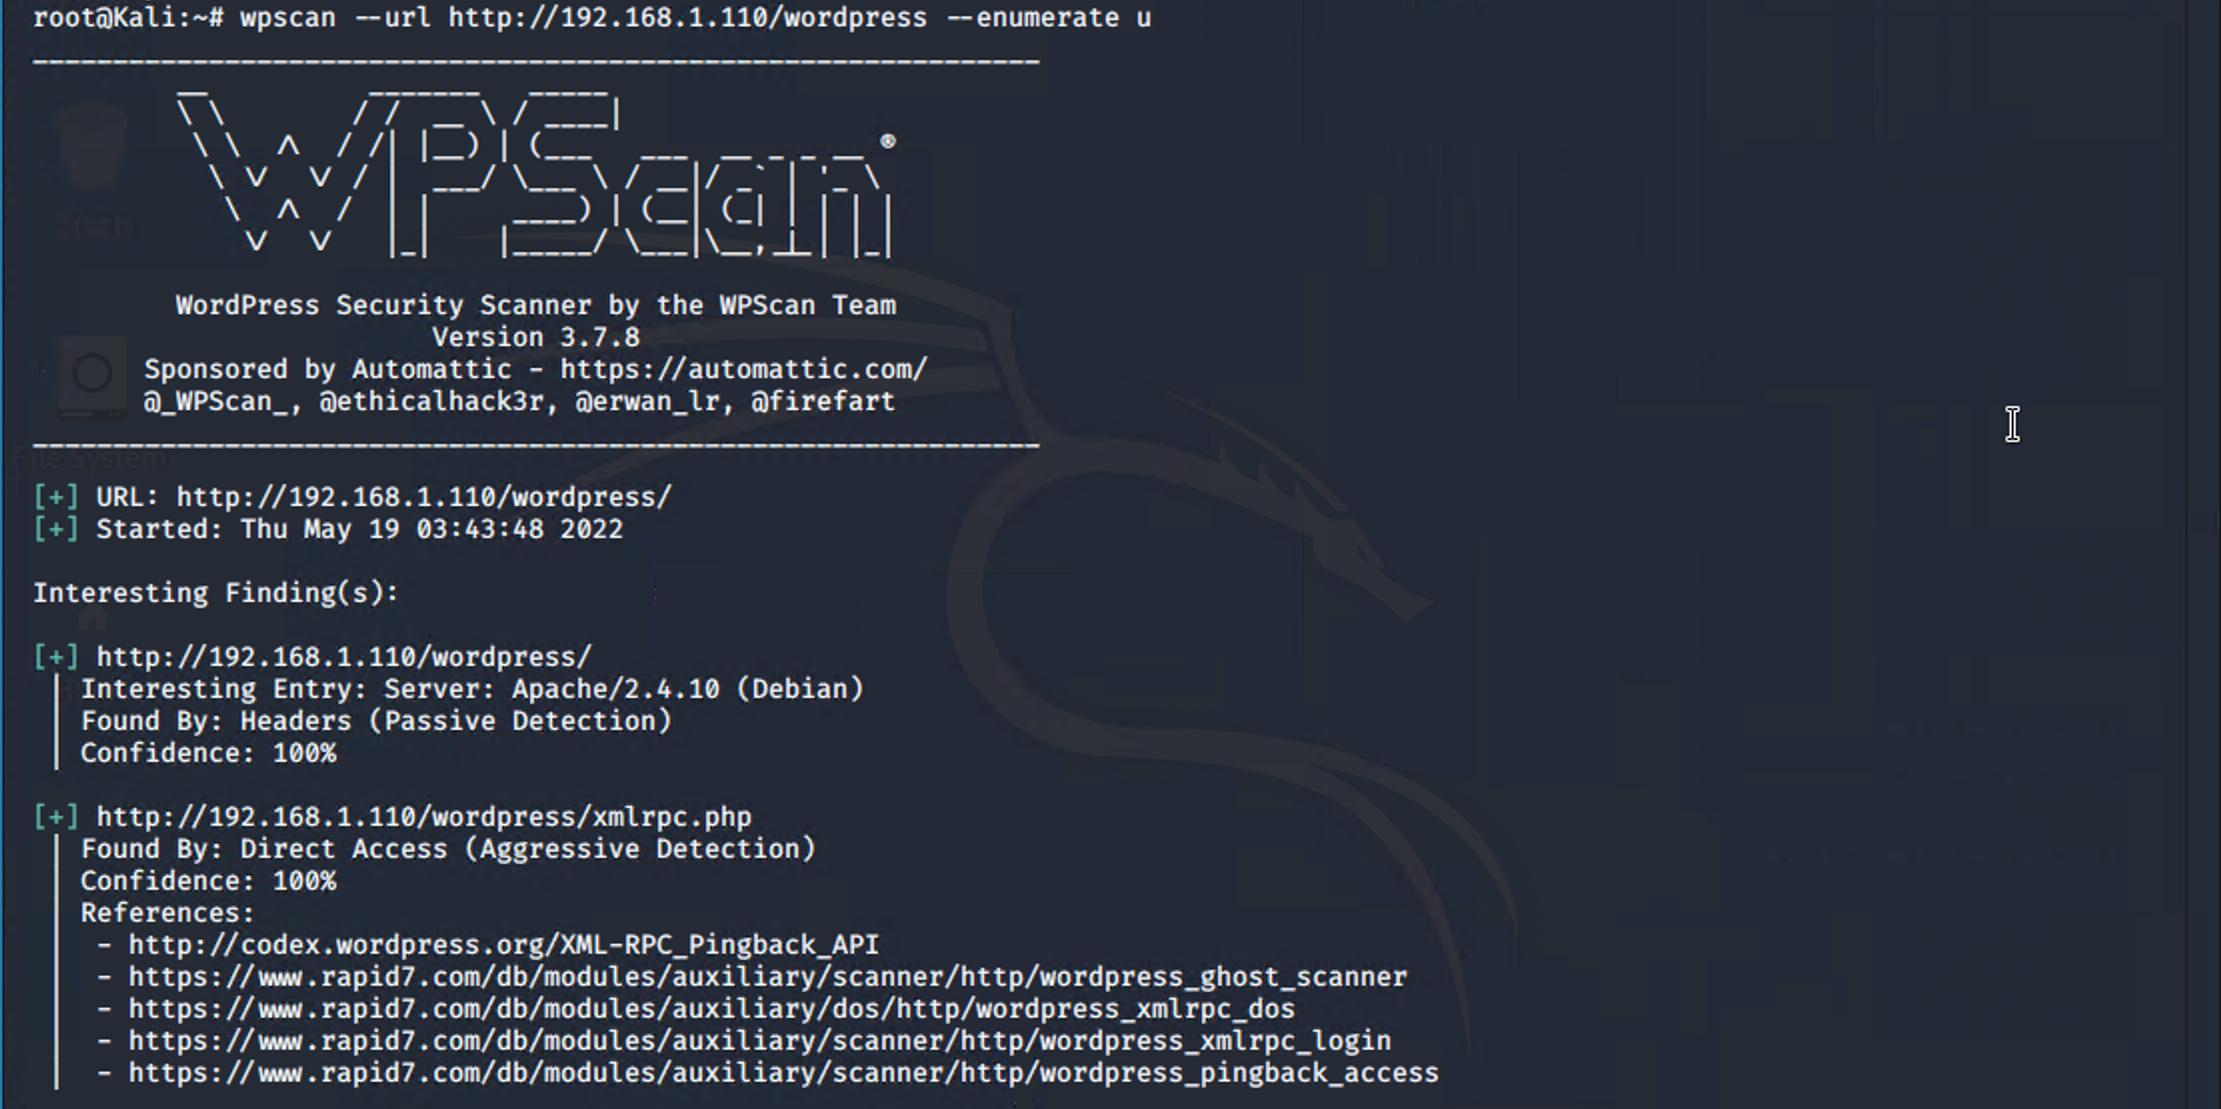 root@Kali:~# wpscan --url http://192.168.1.110/wordpress --enumerate u
WPScan ®
WordPress Security Scanner by the WPScan Team
Version 3.7.8
Sponsored by Automattic - https://automattic.com/
@_WPScan_, @ethicalhack3r, @erwan_lr, @firefart
File System
[+] URL: http://192.168.1.110/wordpress/
[+] Started: Thu May 19 03:43:48 2022
Interesting Finding(s):
[+] http://192.168.1.110/wordpress/
| Interesting Entry: Server: Apache/2.4.10 (Debian)
| Found By: Headers (Passive Detection)
| Confidence: 100%
[+] http://192.168.1.110/wordpress/xmlrpc.php
| Found By: Direct Access (Aggressive Detection)
| Confidence: 100%
| References:
|  - http://codex.wordpress.org/XML-RPC_Pingback_API
|  - https://www.rapid7.com/db/modules/auxiliary/scanner/http/wordpress_ghost_scanner
|  - https://www.rapid7.com/db/modules/auxiliary/dos/http/wordpress_xmlrpc_dos
|  - https://www.rapid7.com/db/modules/auxiliary/scanner/http/wordpress_xmlrpc_login
|  - https://www.rapid7.com/db/modules/auxiliary/scanner/http/wordpress_pingback_access